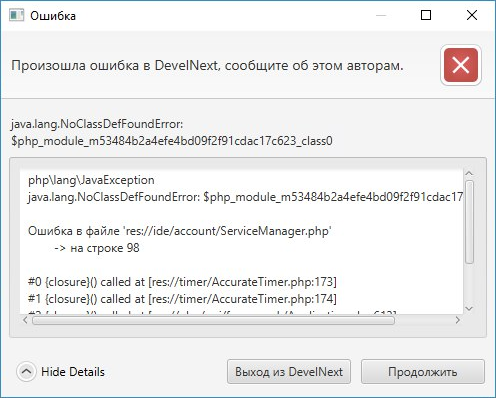 Ошибка
Произошла ошибка в DevelNext, сообщите об этом авторам.
java.lang.NoClassDefFoundError:
$php_module_m53484b2a4efe4bd09f2f91cdac17c623_class0
php\lang\JavaException
java.lang.NoClassDefFoundError: $php_module_m53484b2a4efe4bd09f2f91cdac17
Ошибка в файле 'res://ide/account/ServiceManager.php'
-> на строке 98
#0 {closure}() called at [res://timer/AccurateTimer.php:173]
#1 {closure}() called at [res://timer/AccurateTimer.php:174]
Hide Details
Выход из DevelNext
Продолжить